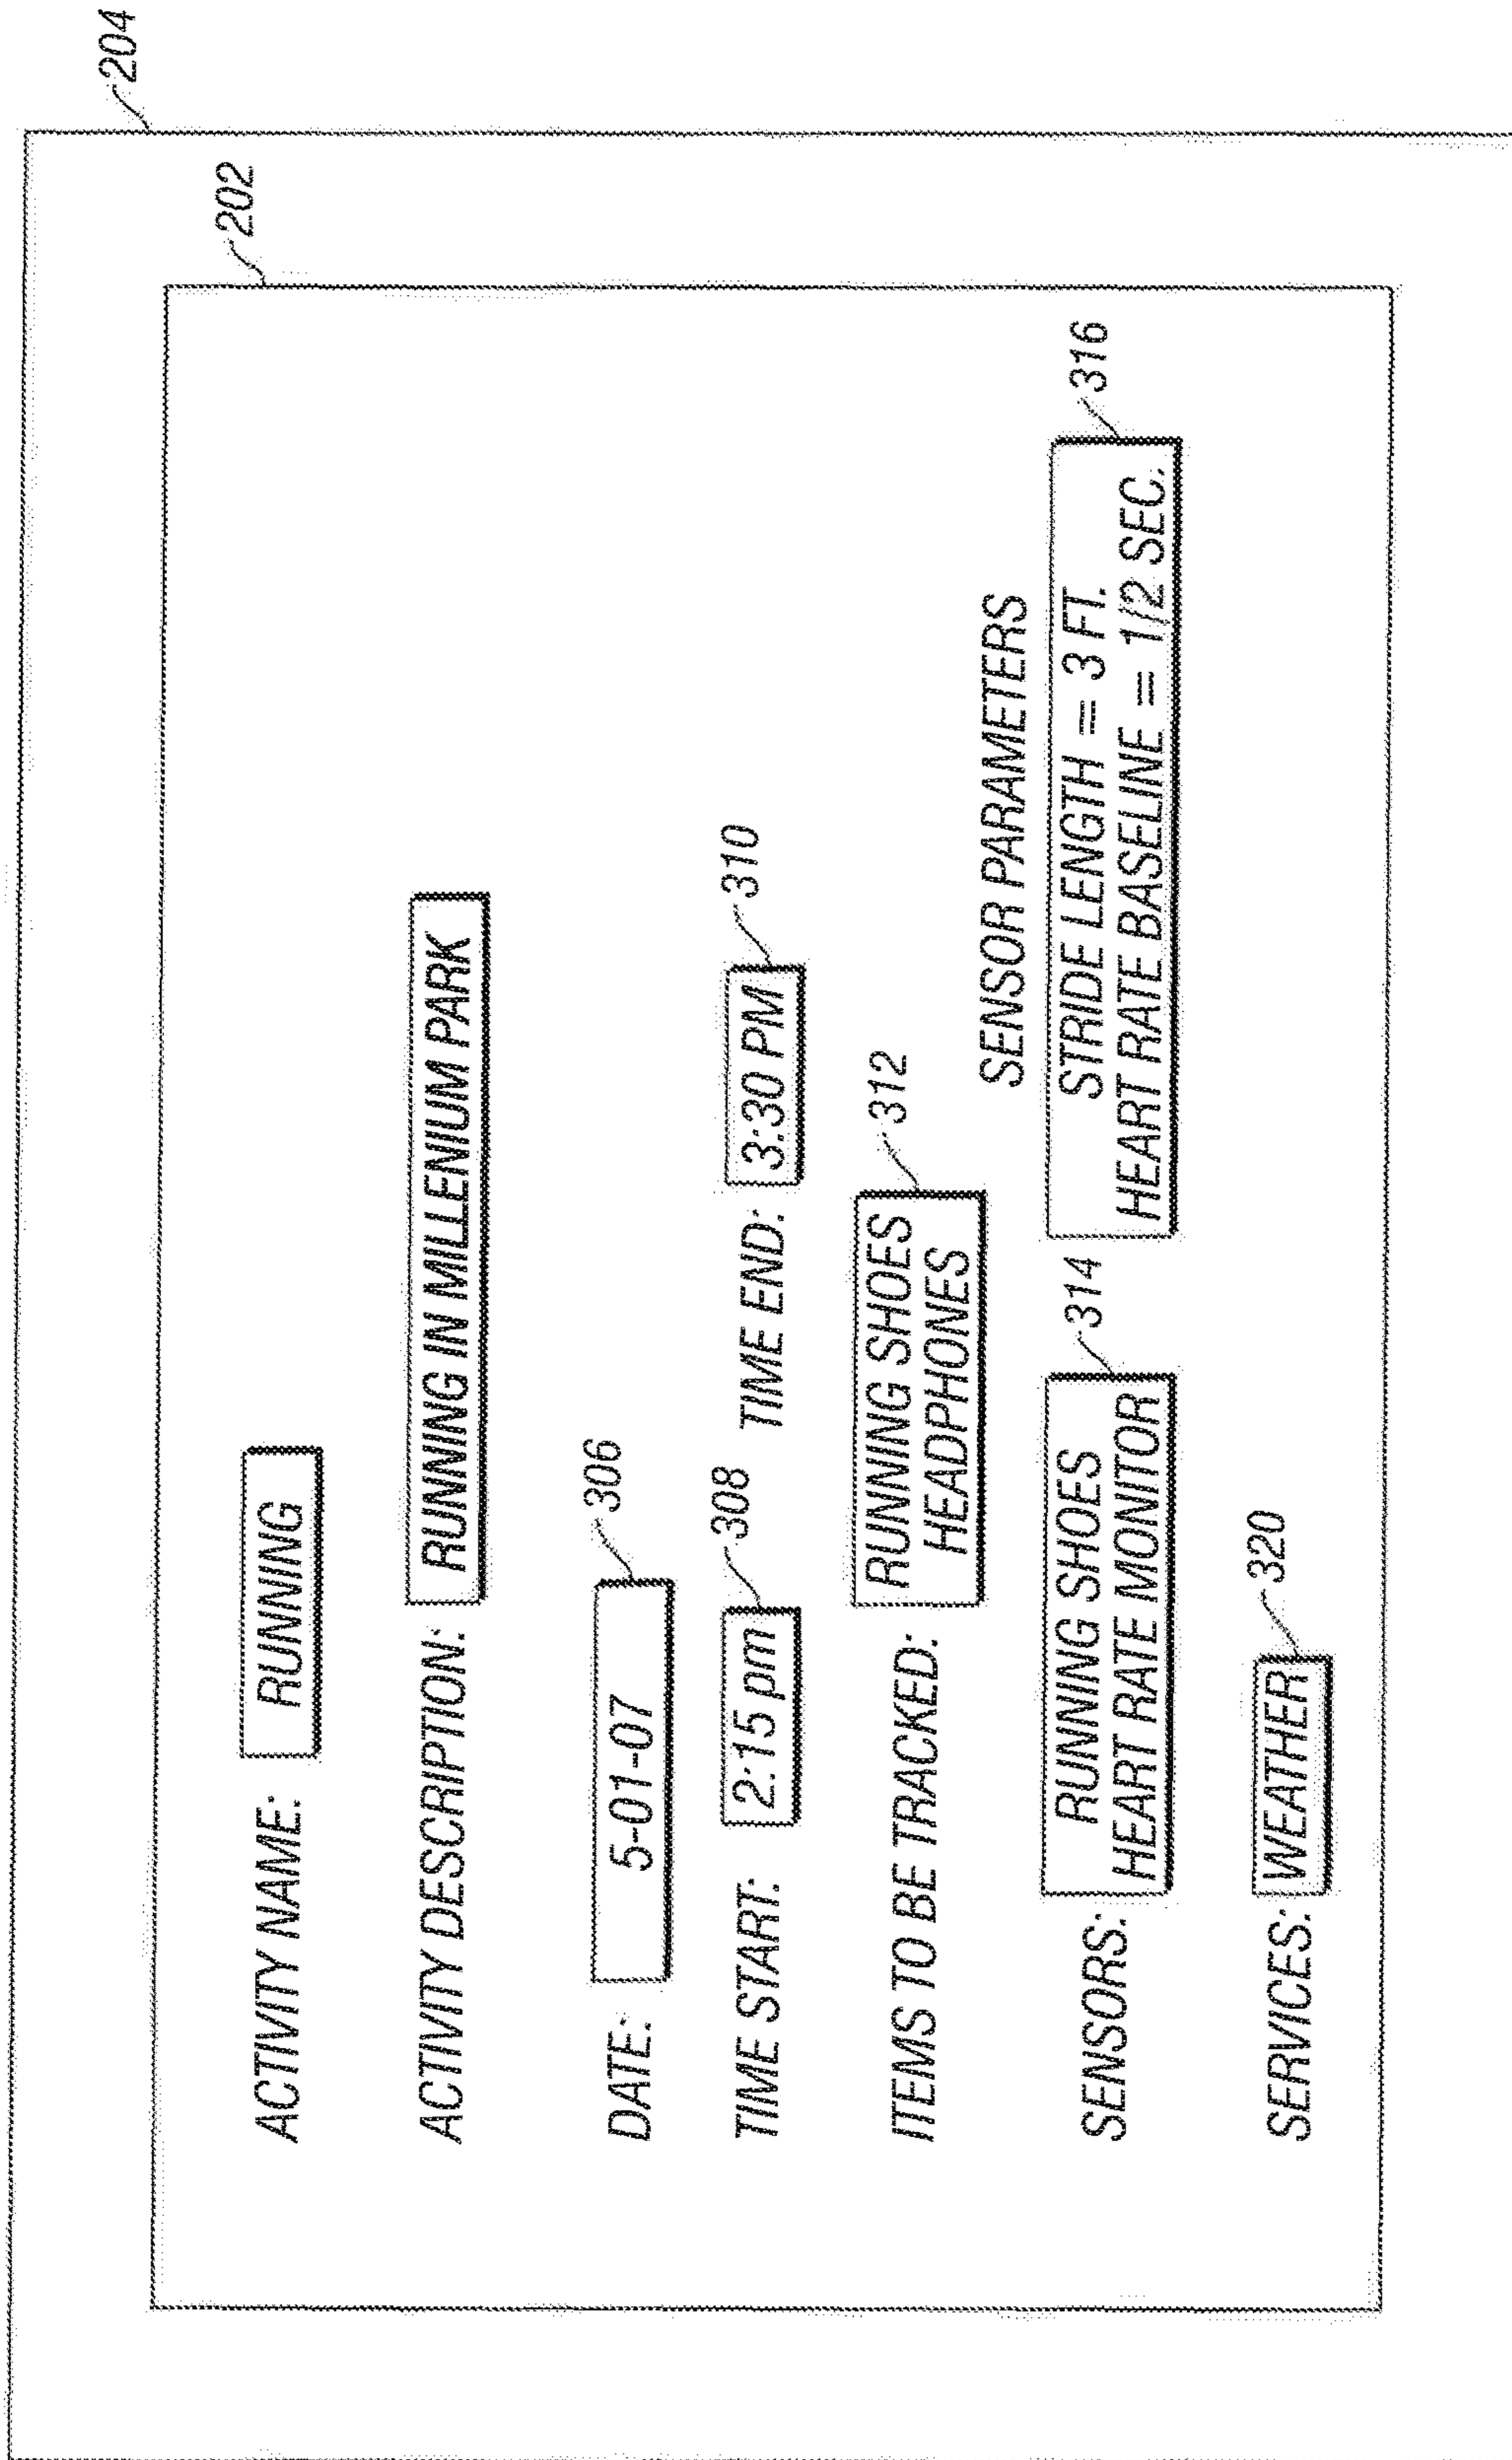 204
202
ACTIVITY NAME: RUNNING
ACTIVITY DESCRIPTION: RUNNING IN MILLENIUM PARK
306
DATE: 5-01-07
308
310
TIME START: 2:15 pm TIME END: 3:30 PM
312
ITEMS TO BE TRACKED: RUNNING SHOES
HEADPHONES
SENSOR PARAMETERS
314
316
SENSORS: RUNNING SHOES
HEART RATE MONITOR
STRIDE LENGTH = 3 FT.
HEART RATE BASELINE = 1/2 SEC.
320
SERVICES: WEATHER